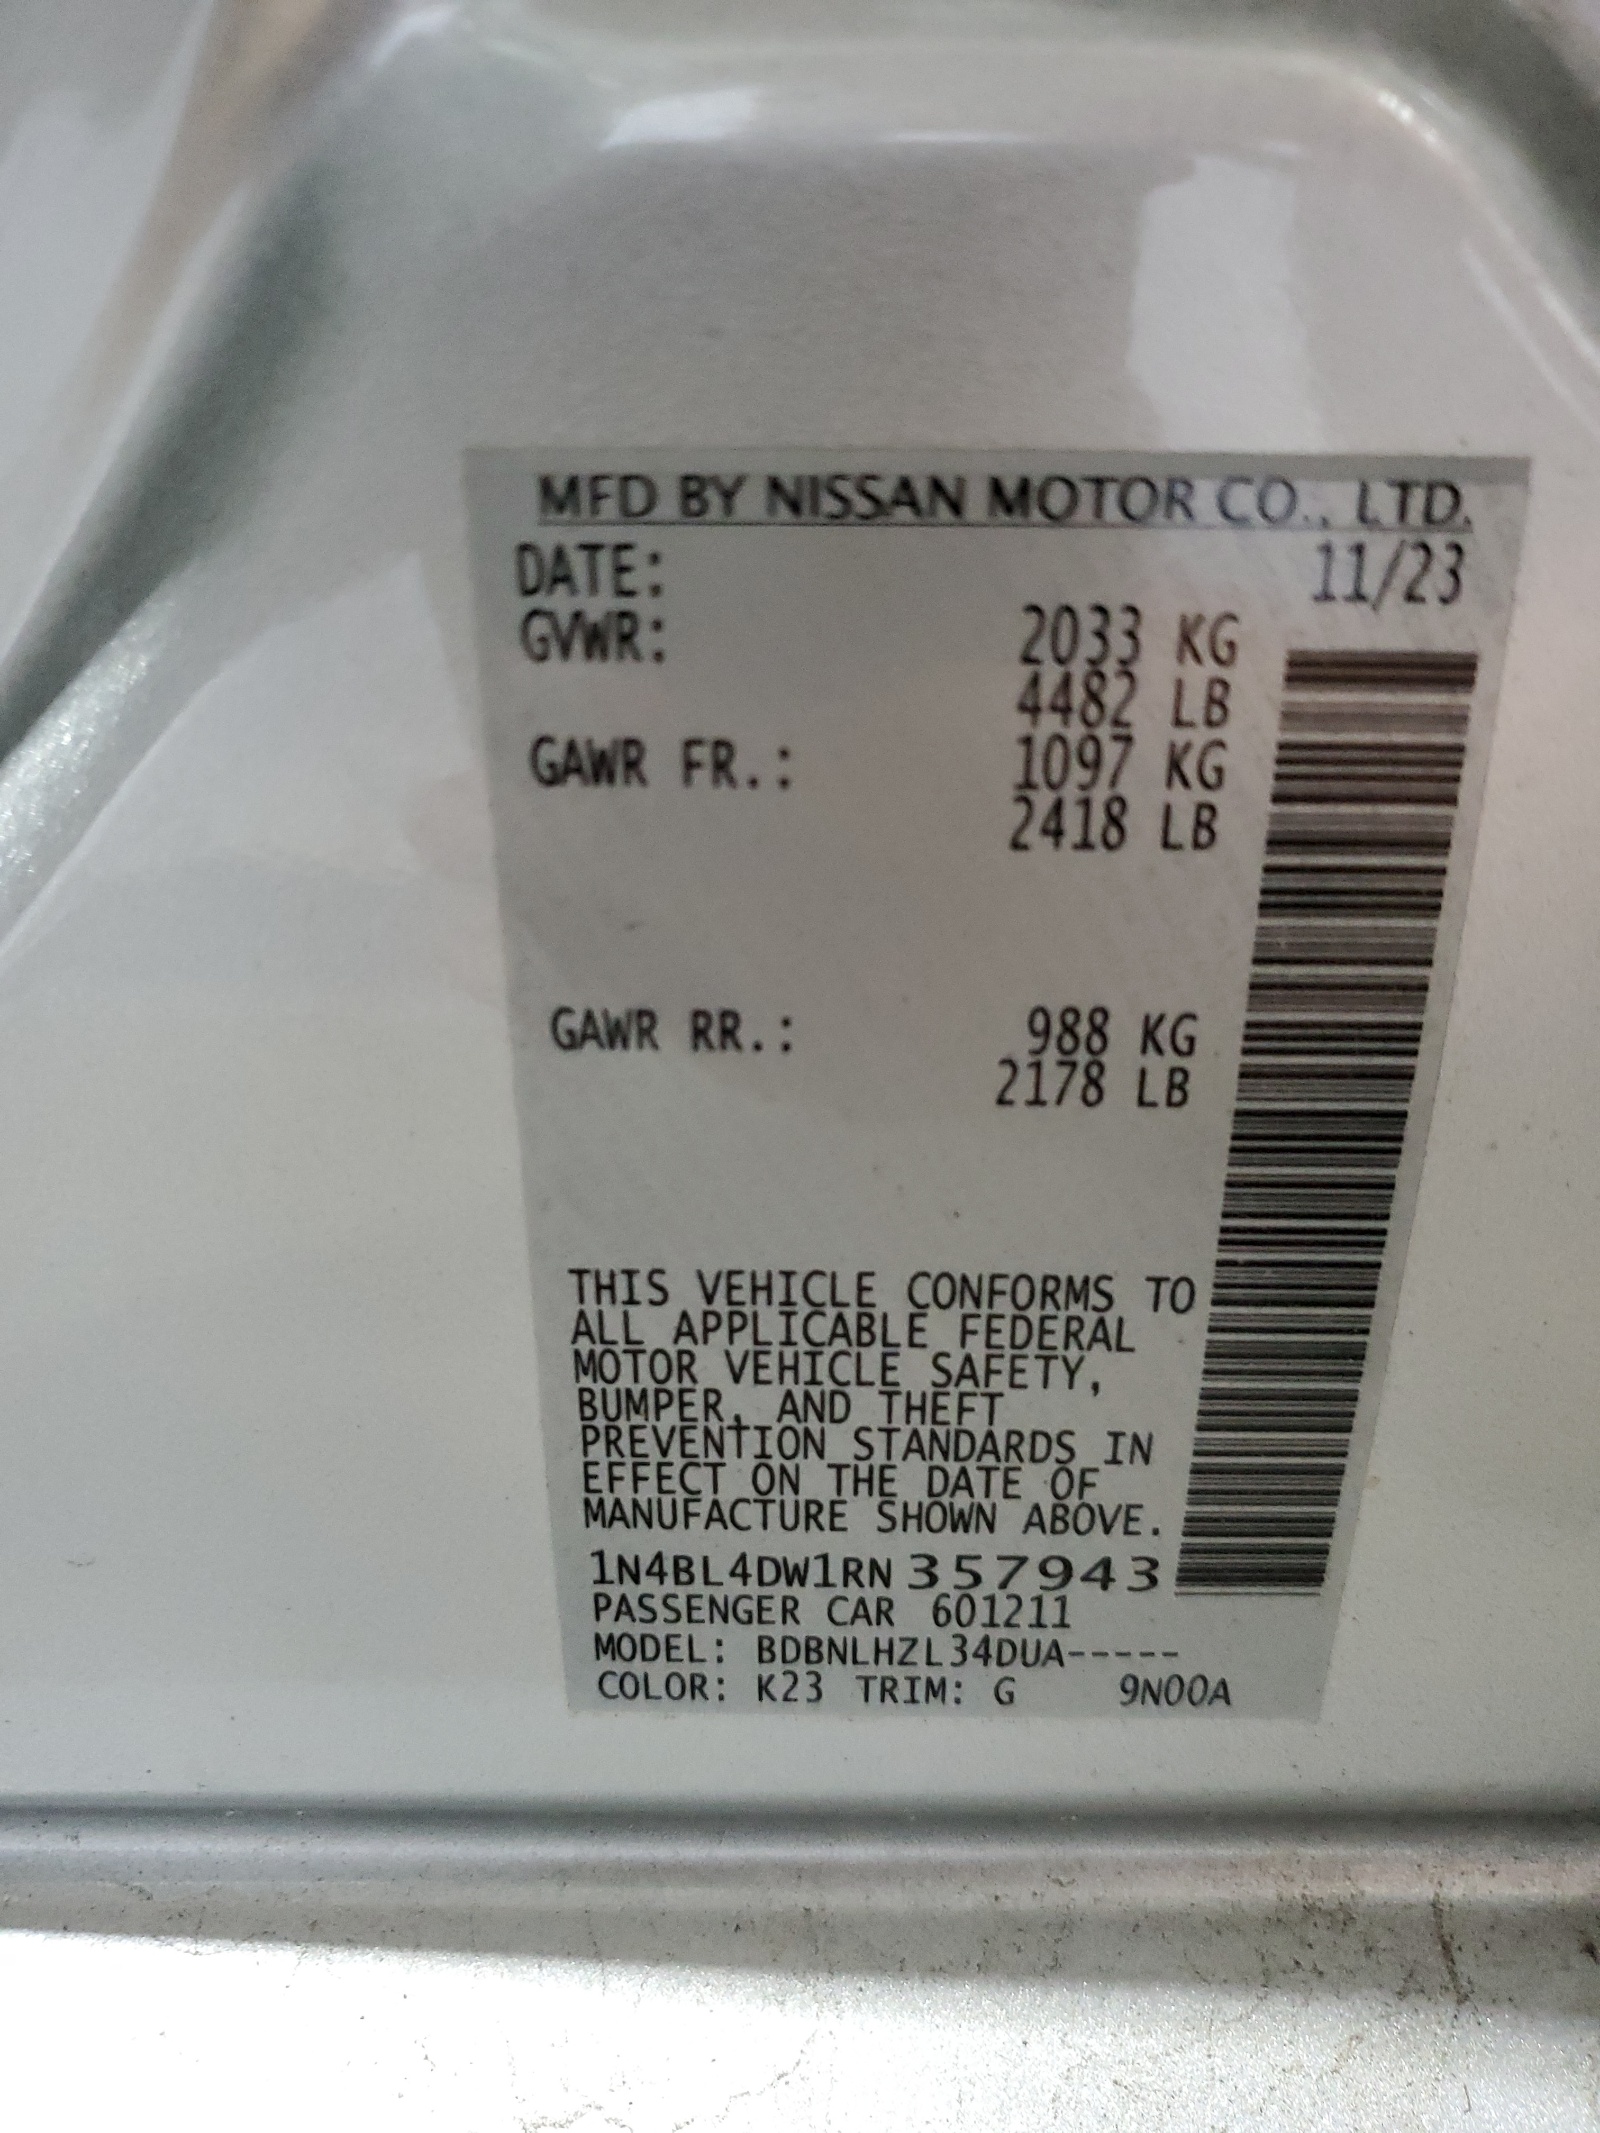 MFD BY NISSAN MOTOR CO., LTD.
DATE: 11/23
GVWR: 2033 KG
4482 LB
GAWR FR.: 1097 KG
2418 LB
GAWR RR.: 988 KG
2178 LB
THIS VEHICLE CONFORMS TO
ALL APPLICABLE FEDERAL
MOTOR VEHICLE SAFETY,
BUMPER, AND THEFT
PREVENTION STANDARDS IN
EFFECT ON THE DATE OF
MANUFACTURE SHOWN ABOVE.
1N4BL4DW1RN357943
PASSENGER CAR 601211
MODEL: BDBNLHZL34DUA-----
COLOR: K23 TRIM: G 9N00A